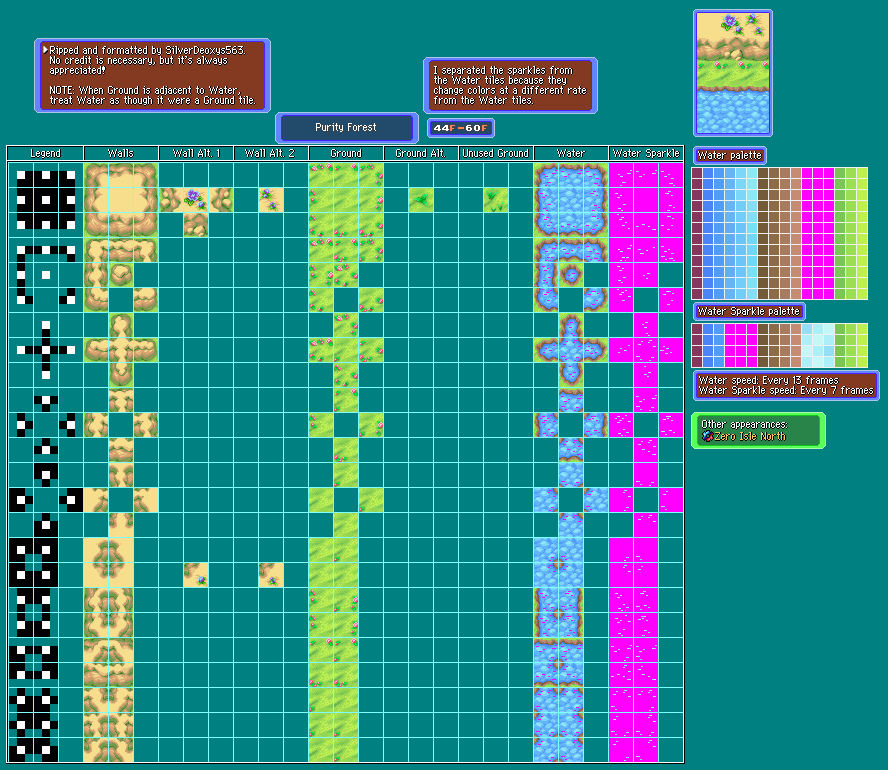 Ripped and formatted by SilverDeoxys563.
No credit is necessary, but it's always
appreciated!
NOTE: When Ground is adjacent to Water,
treat Water as though it were a Ground tile.
I separated the sparkles from
the Water tiles because they
change colors at a different rate
from the Water tiles.
Purity Forest
44F-60F
Legend
Walls
Wall Alt. 1
Wall Alt. 2
Ground
Ground Alt.
Unused Ground
Water
Water Sparkle
Water palette
Water Sparkle palette
Water speed: Every 13 frames
Water Sparkle speed: Every 7 frames
Other appearances:
Zero Isle North